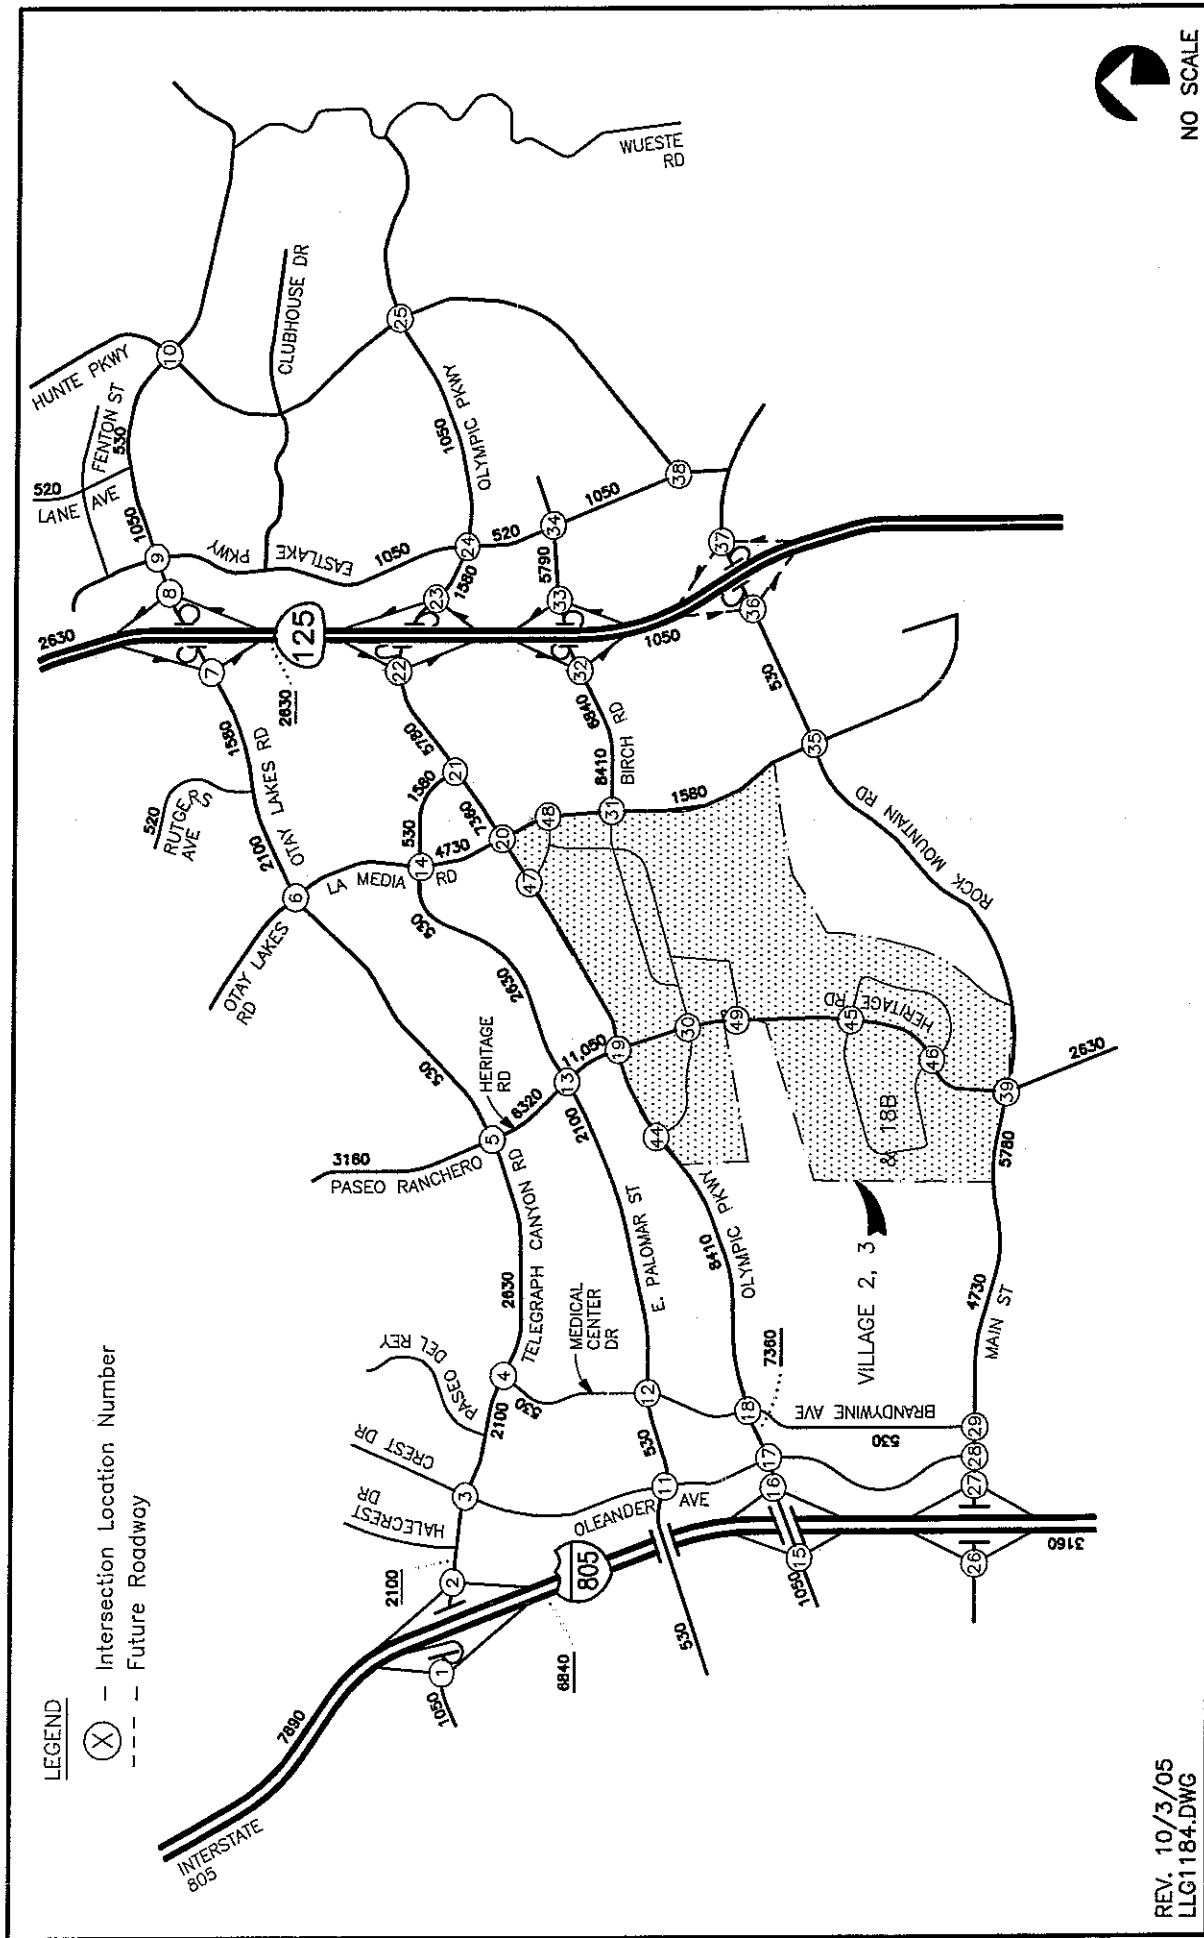 LEGEND
X - Intersection Location Number
--- - Future Roadway
INTERSTATE
805
7890
1050
1
2
2100
6840
805
HALECREST
DR
CREST DR
3
2100
PASEO DEL REY
4
530
MEDICAL
CENTER
DR
TELEGRAPH CANYON RD
2630
3160
PASEO RANCHERO
5
HERITAGE
RD
6320
530
OTAY LAKES
RD
6
LA MEDIA
RD
2100
OTAY LAKES RD
520
RUTGERS
AVE
1580
7
2630
2630
125
8
9
1050
520
LANE AVE
FENTON ST
530
HUNTE PKWY
10
EASTLAKE
PKWY
1050
CLUBHOUSE DR
WUESTE
RD
530
OLEANDER
AVE
11
530
12
E. PALOMAR ST
2100
13
11,050
2630
530
14
530
1580
4730
7360
20
21
5780
22
23
1580
24
OLYMPIC PKWY
1050
25
520
1050
15
16
17
18
7360
8410
OLYMPIC PKWY
44
19
47
48
31
1580
8410
BIRCH RD
6840
32
33
5790
34
1050
38
30
49
45
HERITAGE RD
46
VILLAGE 2, 3
& 18B
BRANDYWINE AVE
530
3160
26
27
28
29
MAIN ST
4730
5780
39
2630
ROCK MOUNTAIN RD
35
530
36
37
1050
REV. 10/3/05
LLG1184.DWG
NO SCALE